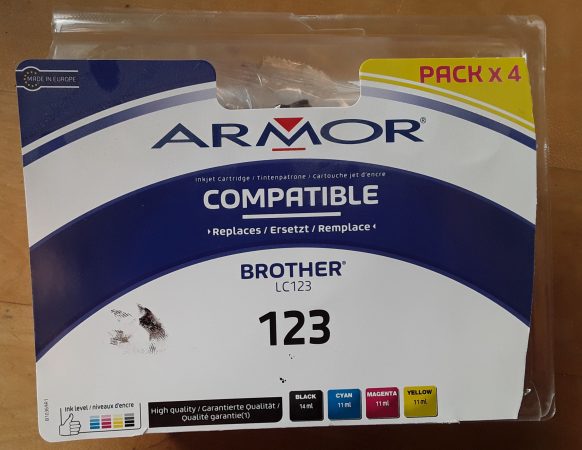 MADE IN EUROPE
PACK x 4
ARMOR®
Inkjet Cartridge / Tintenpatrone / Cartouche jet d'encre
COMPATIBLE
Replaces / Ersetzt / Remplace
BROTHER®
LC123
123
Ink level / niveaux d'encre
High quality / Garantierte Qualität /
Qualité garantie(1)
BLACK
14 ml
CYAN
11 ml
MAGENTA
11 ml
YELLOW
11 ml